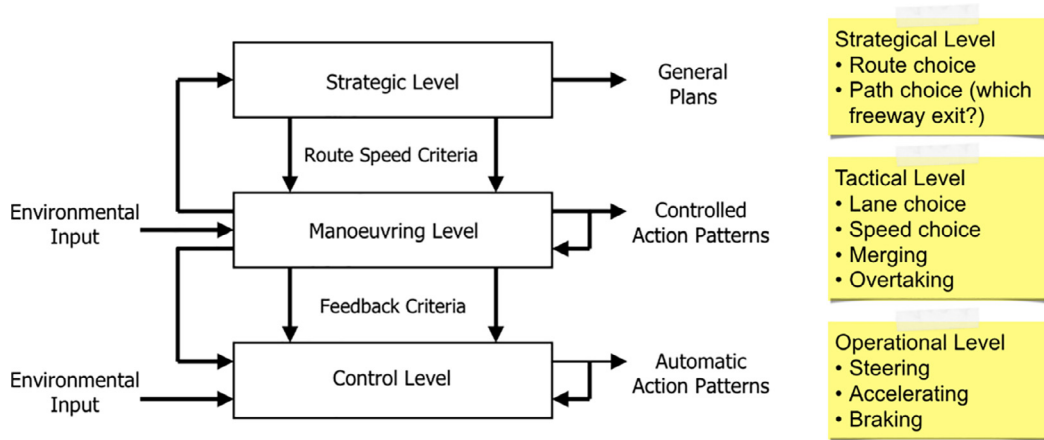 Strategic Level
General
Plans
Route Speed Criteria
Environmental
Input
Manoeuvring Level
Controlled
Action Patterns
Feedback Criteria
Environmental
Input
Control Level
Automatic
Action Patterns
Strategical Level
• Route choice
• Path choice (which
freeway exit?)
Tactical Level
• Lane choice
• Speed choice
• Merging
• Overtaking
Operational Level
• Steering
• Accelerating
• Braking